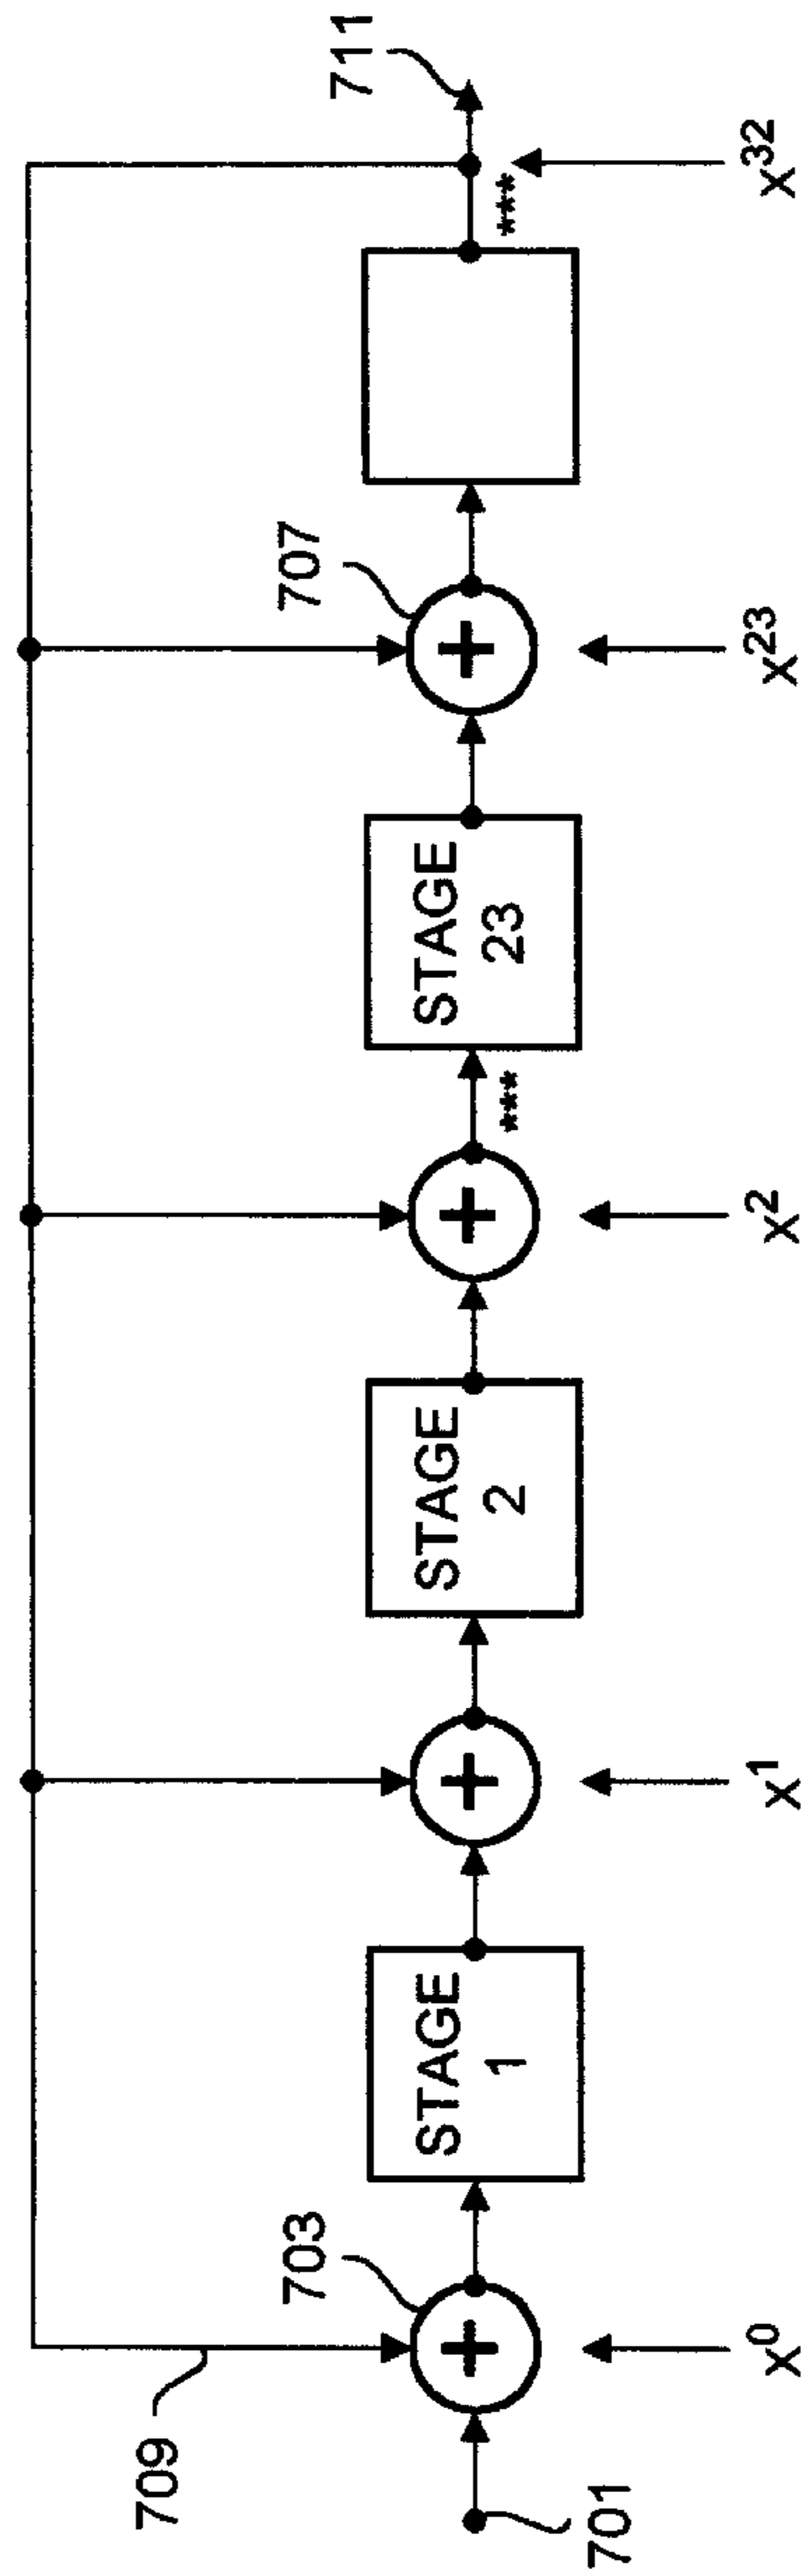 709
703
707
711
701
+
STAGE
1
+
STAGE
2
+
***
STAGE
23
+
***
X⁰
X¹
X²
X²³
X³²